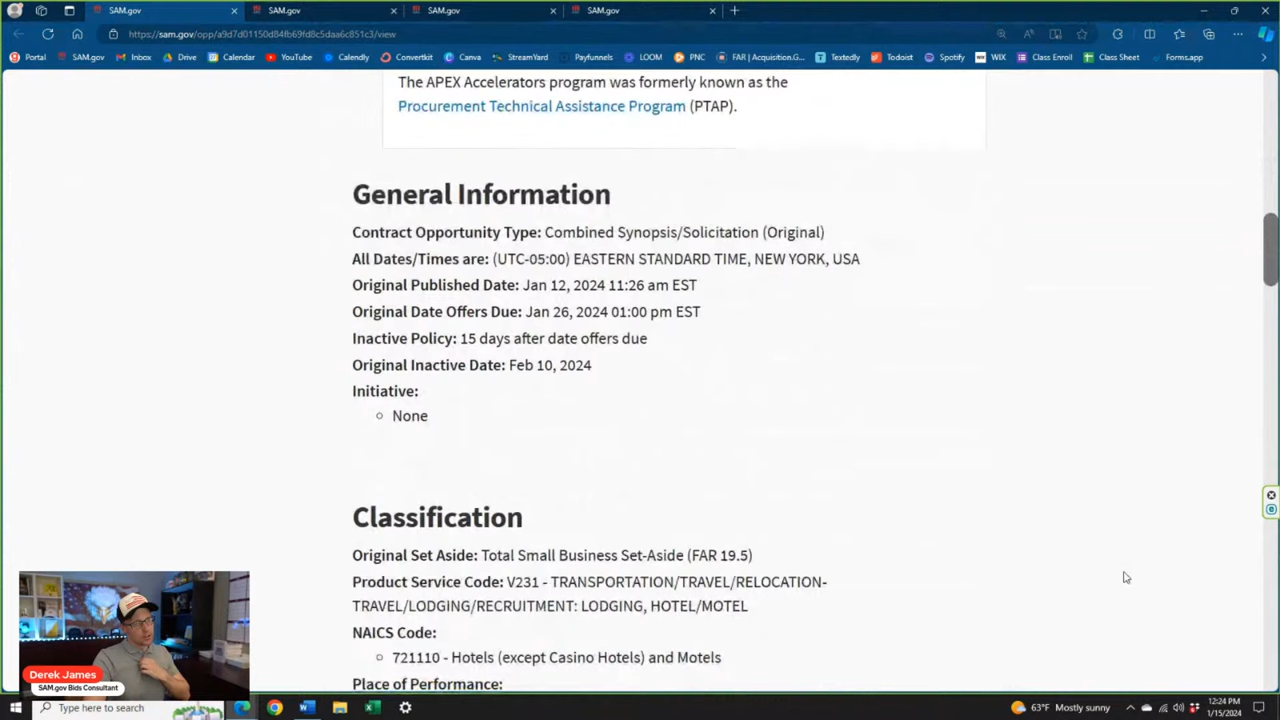 SAM.gov
SAM.gov
SAM.gov
SAM.gov
https://sam.gov/opp/a9d7d01150d84fb69fd8c5daa6c851c3/view
Portal SAM.gov Inbox Drive Calendar YouTube Calendly Convertkit Canva StreamYard Payfunnels LOOM PNC FAR | Acquisition.G... Textedly Todoist Spotify WIX Class Enroll Class Sheet Forms.app
The APEX Accelerators program was formerly known as the
Procurement Technical Assistance Program (PTAP).
General Information
Contract Opportunity Type: Combined Synopsis/Solicitation (Original)
All Dates/Times are: (UTC-05:00) EASTERN STANDARD TIME, NEW YORK, USA
Original Published Date: Jan 12, 2024 11:26 am EST
Original Date Offers Due: Jan 26, 2024 01:00 pm EST
Inactive Policy: 15 days after date offers due
Original Inactive Date: Feb 10, 2024
Initiative:
None
Classification
Original Set Aside: Total Small Business Set-Aside (FAR 19.5)
Product Service Code: V231 - TRANSPORTATION/TRAVEL/RELOCATION-
TRAVEL/LODGING/RECRUITMENT: LODGING, HOTEL/MOTEL
NAICS Code:
721110 - Hotels (except Casino Hotels) and Motels
Place of Performance:
Derek James
SAM.gov Bids Consultant
Type here to search
63°F Mostly sunny
12:24 PM
1/15/2024